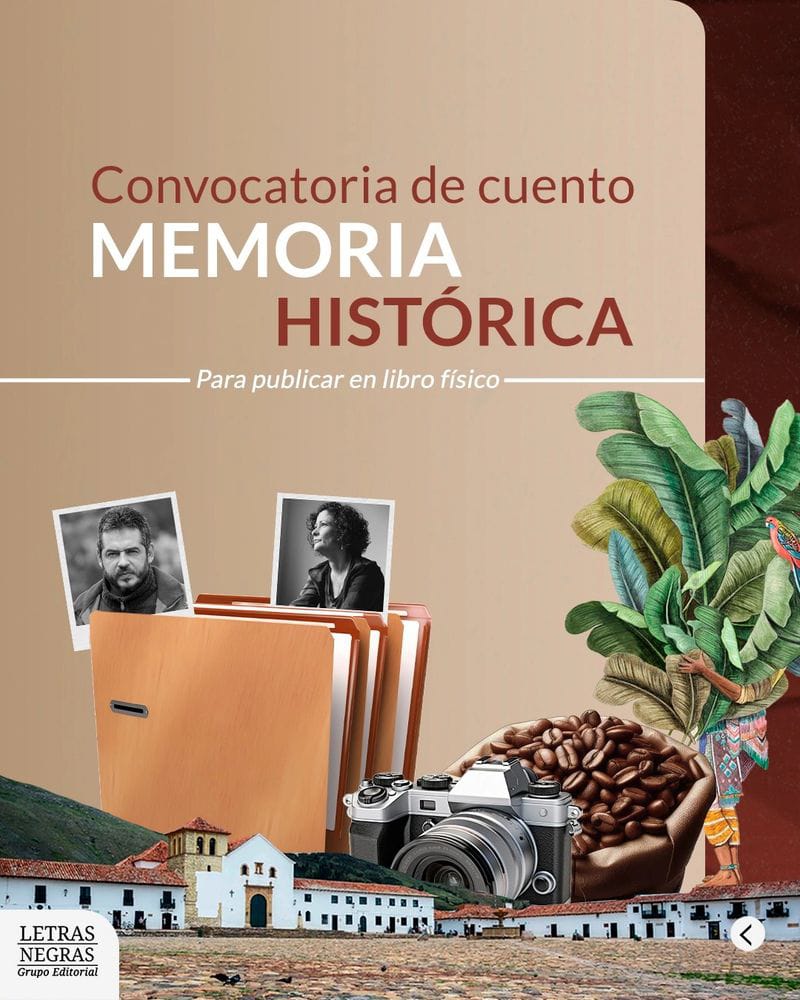 Convocatoria de cuento
MEMORIA
HISTÓRICA
Para publicar en libro físico
LETRAS
NEGRAS
Grupo Editorial